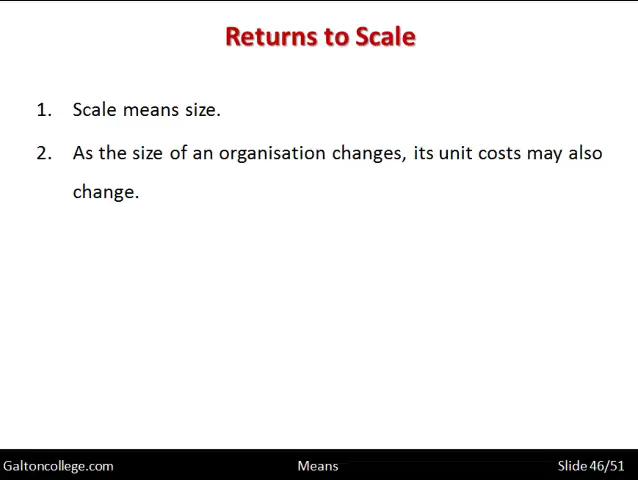 Returns to Scale
1. Scale means size.
2. As the size of an organisation changes, its unit costs may also
change.
Galtoncollege.com Means Slide 46/51